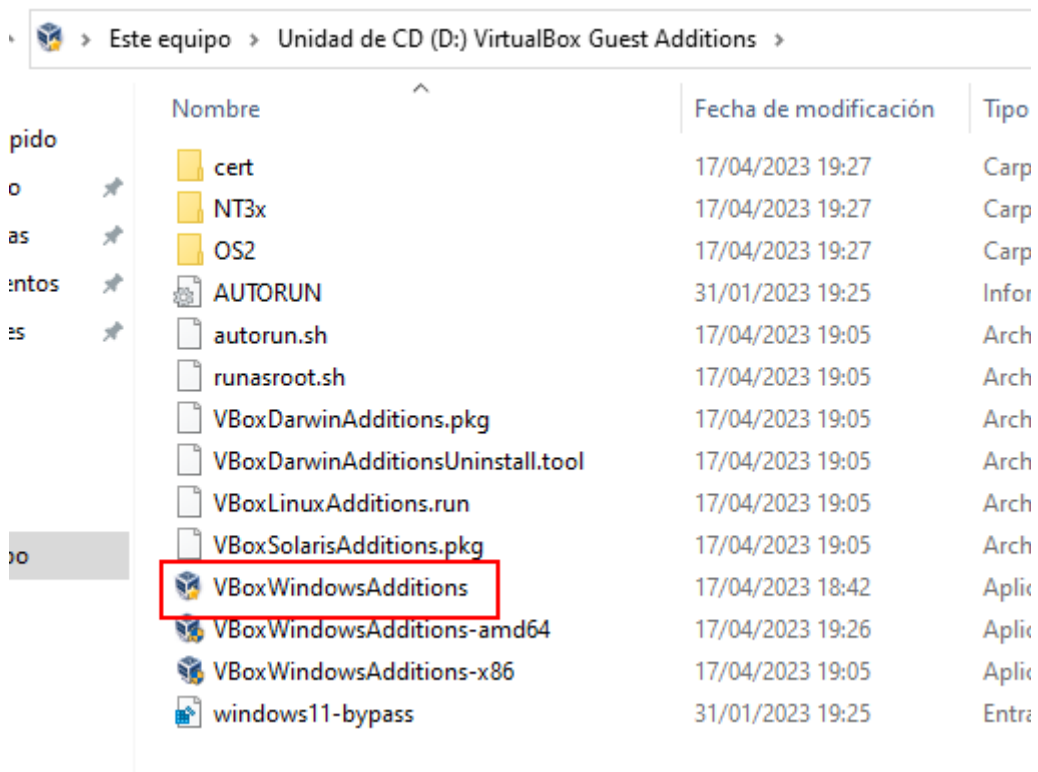 Este equipo > Unidad de CD (D:) VirtualBox Guest Additions >
Nombre Fecha de modificación Tipo
pido
cert 17/04/2023 19:27 Carp
o
NT3x 17/04/2023 19:27 Carp
as
OS2 17/04/2023 19:27 Carp
entos
AUTORUN 31/01/2023 19:25 Infor
es
autorun.sh 17/04/2023 19:05 Arch
runasroot.sh 17/04/2023 19:05 Arch
VBoxDarwinAdditions.pkg 17/04/2023 19:05 Arch
VBoxDarwinAdditionsUninstall.tool 17/04/2023 19:05 Arch
VBoxLinuxAdditions.run 17/04/2023 19:05 Arch
VBoxSolarisAdditions.pkg 17/04/2023 19:05 Arch
po
VBoxWindowsAdditions 17/04/2023 18:42 Aplic
VBoxWindowsAdditions-amd64 17/04/2023 19:26 Aplic
VBoxWindowsAdditions-x86 17/04/2023 19:05 Aplic
windows11-bypass 31/01/2023 19:25 Entra